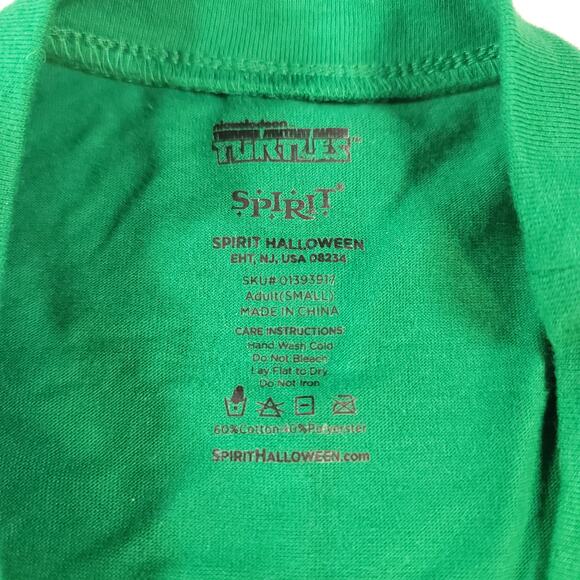 nickelodeon
TEENAGE MUTANT NINJA
TURTLES™
SPIRIT®
SPIRIT HALLOWEEN
EHT, NJ, USA 08234
SKU# 01393917
Adult(SMALL)
MADE IN CHINA
CARE INSTRUCTIONS:
Hand Wash Cold
Do Not Bleach
Lay Flat to Dry
Do Not Iron
60%Cotton 40%Polyester
SPIRITHALLOWEEN.com